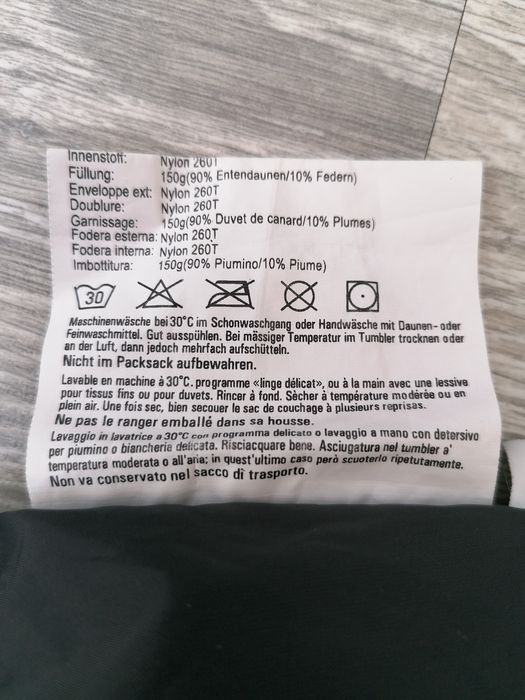 Innenstoff: Nylon 260T
Füllung: 150g(90% Entendaunen/10% Federn)
Enveloppe ext: Nylon 260T
Doublure: Nylon 260T
Garnissage: 150g(90% Duvet de canard/10% Plumes)
Fodera esterna: Nylon 260T
Fodera interna: Nylon 260T
Imbottitura: 150g(90% Piumino/10% Piume)
30
Maschinenwäsche bei 30°C im Schonwaschgang oder Handwäsche mit Daunen- oder
Feinwaschmittel. Gut ausspühlen. Bei mässiger Temperatur im Tumbler trocknen oder
an der Luft, dann jedoch mehrfach aufschütteln.
Nicht im Packsack aufbewahren.
Lavable en machine à 30°C. programme «linge délicat», ou à la main avec une lessive
pour tissus fins ou pour duvets. Rincer à fond. Sècher à température modérée ou en
plein air. Une fois sec, bien secouer le sac de couchage à plusieurs reprises.
Ne pas le ranger emballé dans sa housse.
Lavaggio in lavatrice a 30°C con programma delicato o lavaggio a mano con detersivo
per piumino o biancheria delicata. Risciacquare bene. Asciugatura nel tumbler a'
temperatura moderata o all'aria; in quest'ultimo caso però scuoterlo ripetutamente.
Non va conservato nel sacco di trasporto.